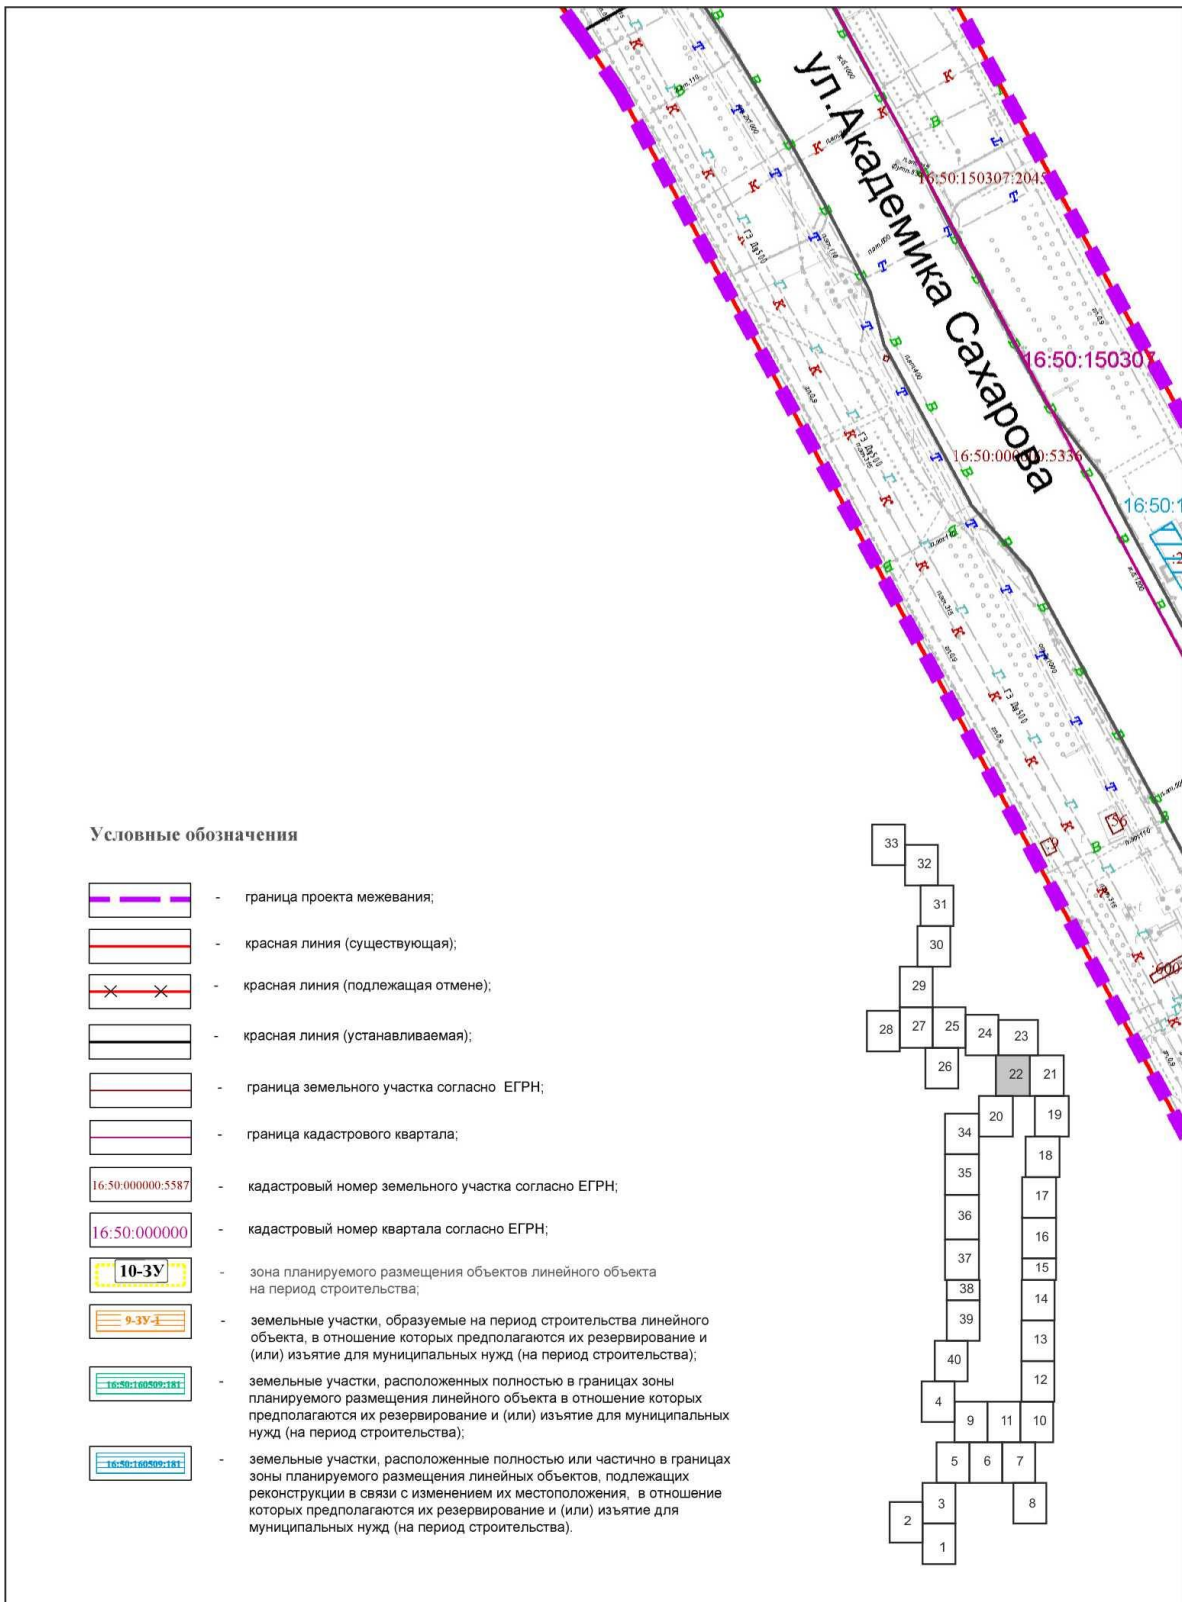 ул.Академика Сахарова
16:50:150307:2045
16:50:150307
16:50:000000:5336
16:50:1
ж.б.1000
ж.б.1200
ГЗ Ду500
ГЗ Ду500
ГЗ Ду500
:36
:9
Условные обозначения
- граница проекта межевания;
- красная линия (существующая);
- красная линия (подлежащая отмене);
- красная линия (устанавливаемая);
- граница земельного участка согласно ЕГРН;
- граница кадастрового квартала;
16:50:000000:5587 - кадастровый номер земельного участка согласно ЕГРН;
16:50:000000 - кадастровый номер квартала согласно ЕГРН;
10-ЗУ - зона планируемого размещения объектов линейного объекта
на период строительства;
9-ЗУ-1 - земельные участки, образуемые на период строительства линейного
объекта, в отношение которых предполагаются их резервирование и
(или) изъятие для муниципальных нужд (на период строительства);
16:50:160509:181 - земельные участки, расположенных полностью в границах зоны
планируемого размещения линейного объекта в отношение которых
предполагаются их резервирование и (или) изъятие для муниципальных
нужд (на период строительства);
16:50:160509:181 - земельные участки, расположенные полностью или частично в границах
зоны планируемого размещения линейных объектов, подлежащих
реконструкции в связи с изменением их местоположения, в отношение
которых предполагаются их резервирование и (или) изъятие для
муниципальных нужд (на период строительства).
33
32
31
30
29
28 27 25 24 23
26 22 21
20 19
34
18
35
17
36
16
37
15
38
14
39
13
40
12
4
9 11 10
5 6 7
3 8
2
1